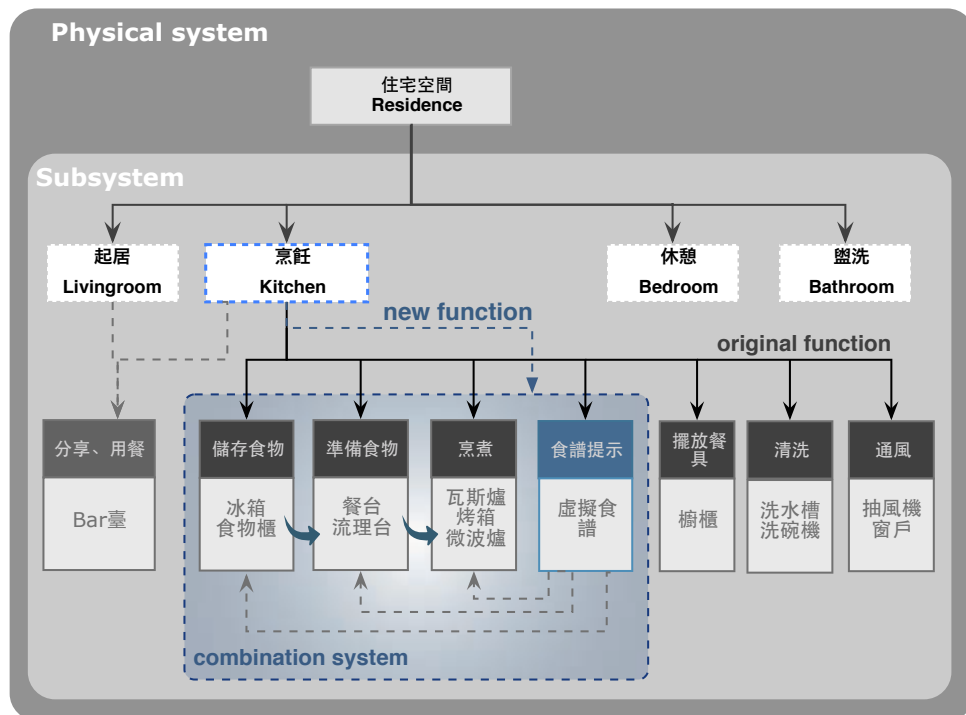 Physical system
住宅空間
Residence
Subsystem
起居
Livingroom
烹飪
Kitchen
休憩
Bedroom
盥洗
Bathroom
new function
original function
分享、用餐
Bar臺
儲存食物
冰箱
食物櫃
準備食物
餐台
流理台
烹煮
瓦斯爐
烤箱
微波爐
食譜提示
虛擬食
譜
擺放餐
具
櫥櫃
清洗
洗水槽
洗碗機
通風
抽風機
窗戶
combination system